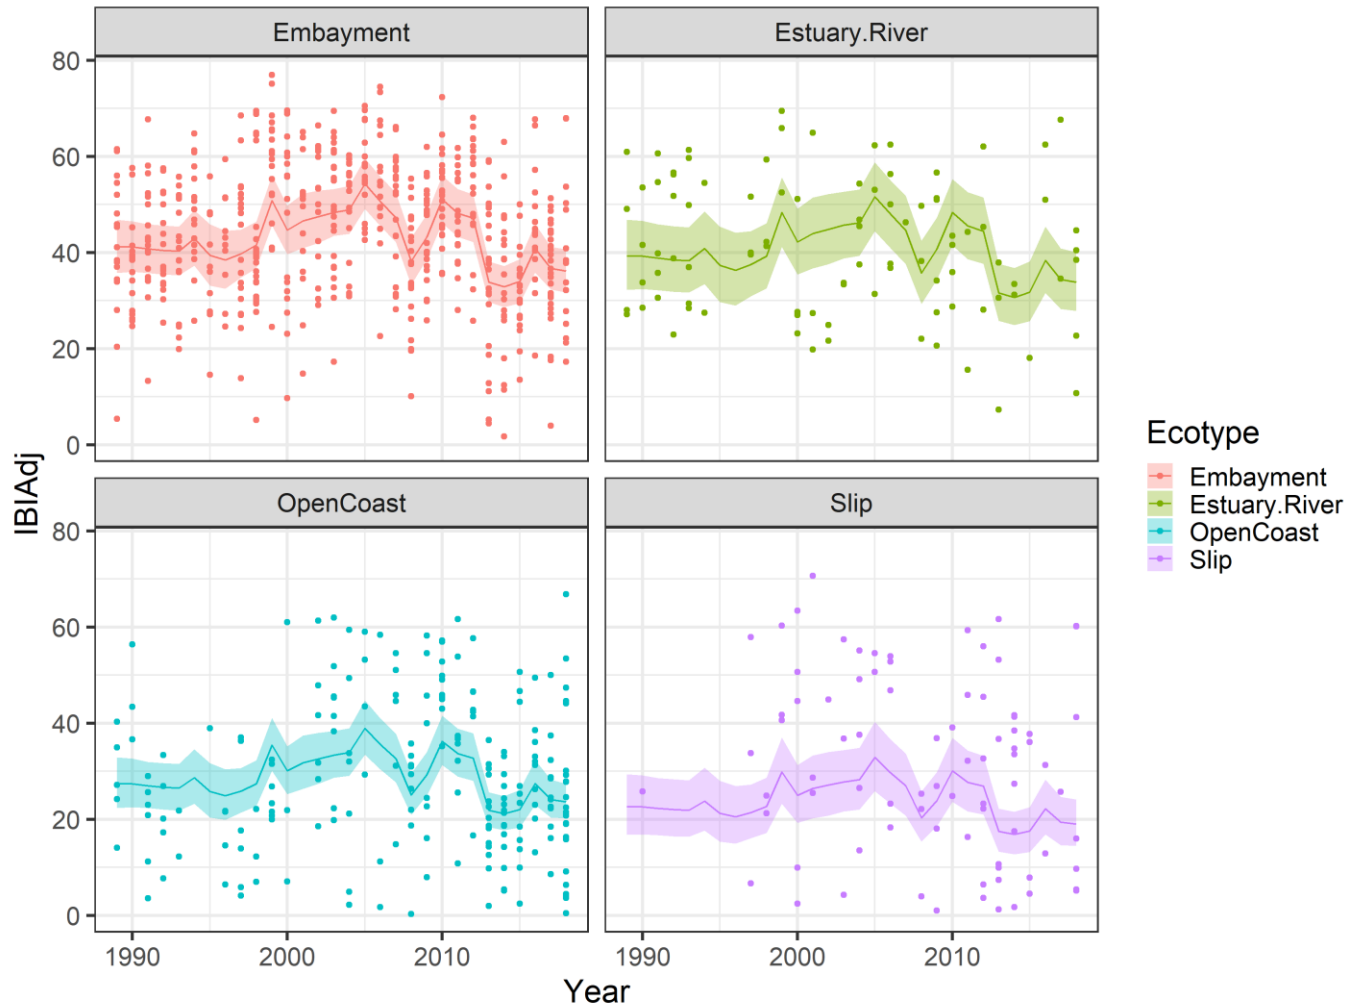 Embayment
Estuary.River
80
60
40
20
0
OpenCoast
Slip
80
60
40
20
0
1990
2000
2010
1990
2000
2010
IBIAdj
Year
Ecotype
Embayment
Estuary.River
OpenCoast
Slip